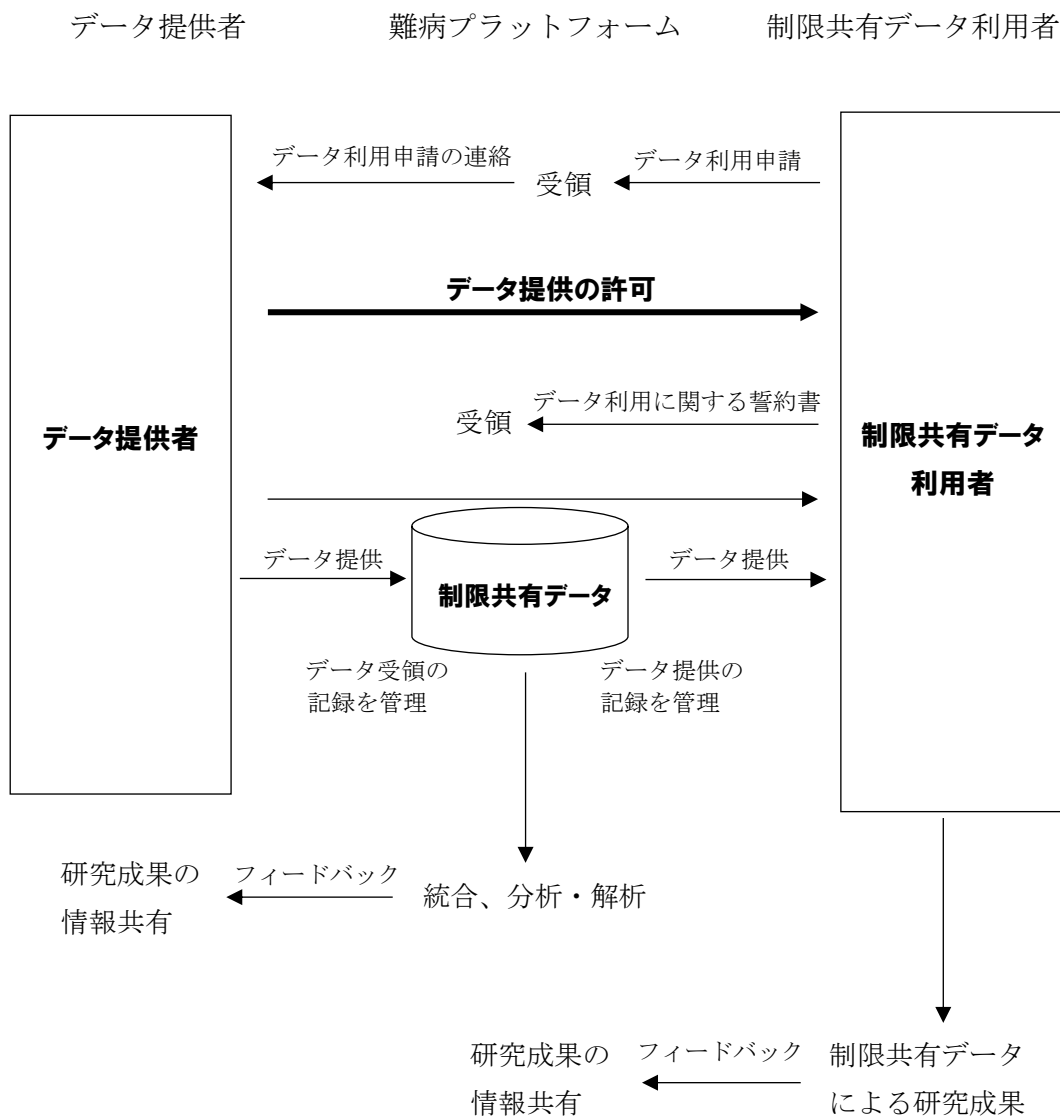 データ提供者
難病プラットフォーム
制限共有データ利用者
データ利用申請の連絡
受領
データ利用申請
データ提供の許可
データ利用に関する誓約書
受領
データ提供者
制限共有データ
利用者
データ提供
制限共有データ
データ提供
データ受領の
記録を管理
データ提供の
記録を管理
研究成果の
情報共有
フィードバック
統合、分析・解析
研究成果の
情報共有
フィードバック
制限共有データ
による研究成果